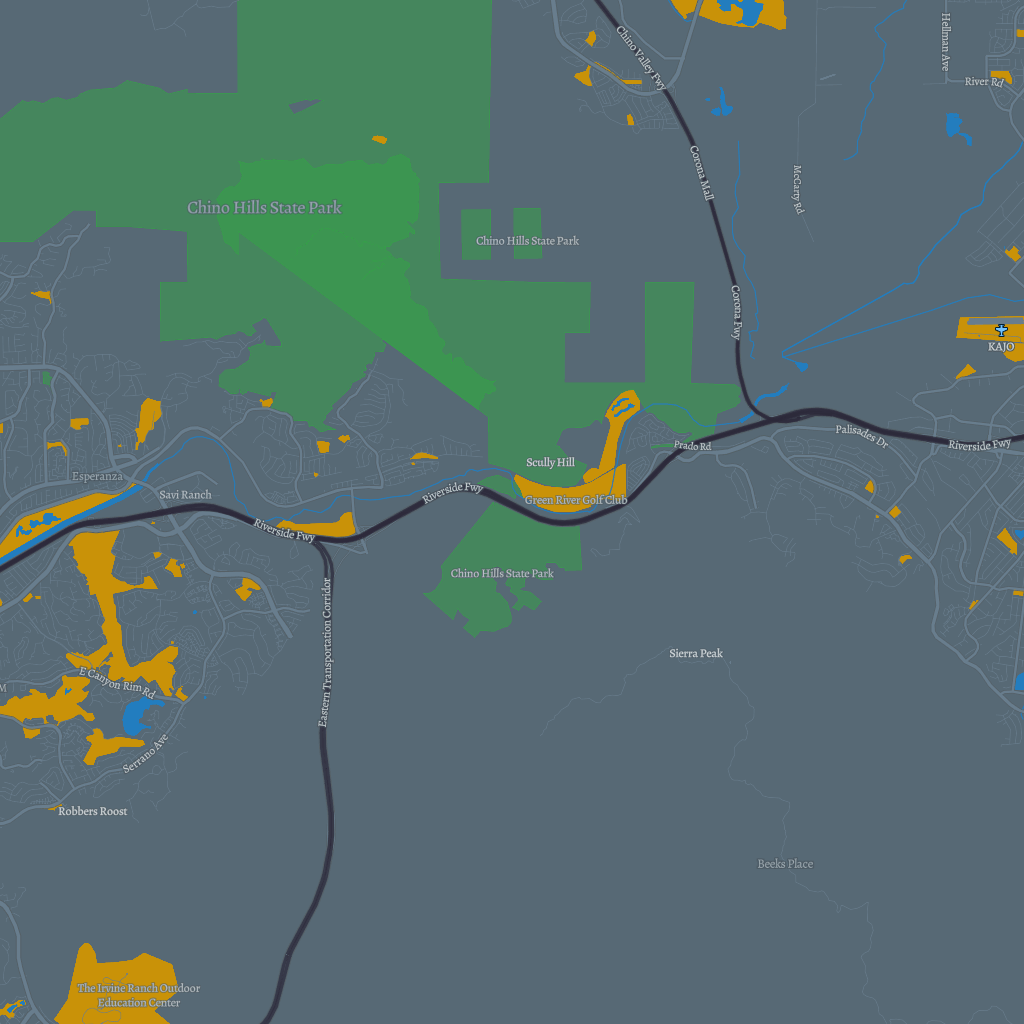 Chino Valley Fwy
Hellman Ave
River Rd
Corona Mall
McCarty Rd
Chino Hills State Park
Chino Hills State Park
Corona Fwy
KAJO
Palisades Dr
Riverside Fwy
Prado Rd
Scully Hill
Esperanza
Savi Ranch
Riverside Fwy
Green River Golf Club
Riverside Fwy
Chino Hills State Park
Eastern Transportation Corridor
Sierra Peak
E Canyon Rim Rd
M
Serrano Ave
Robbers Roost
Beeks Place
The Irvine Ranch Outdoor
Education Center